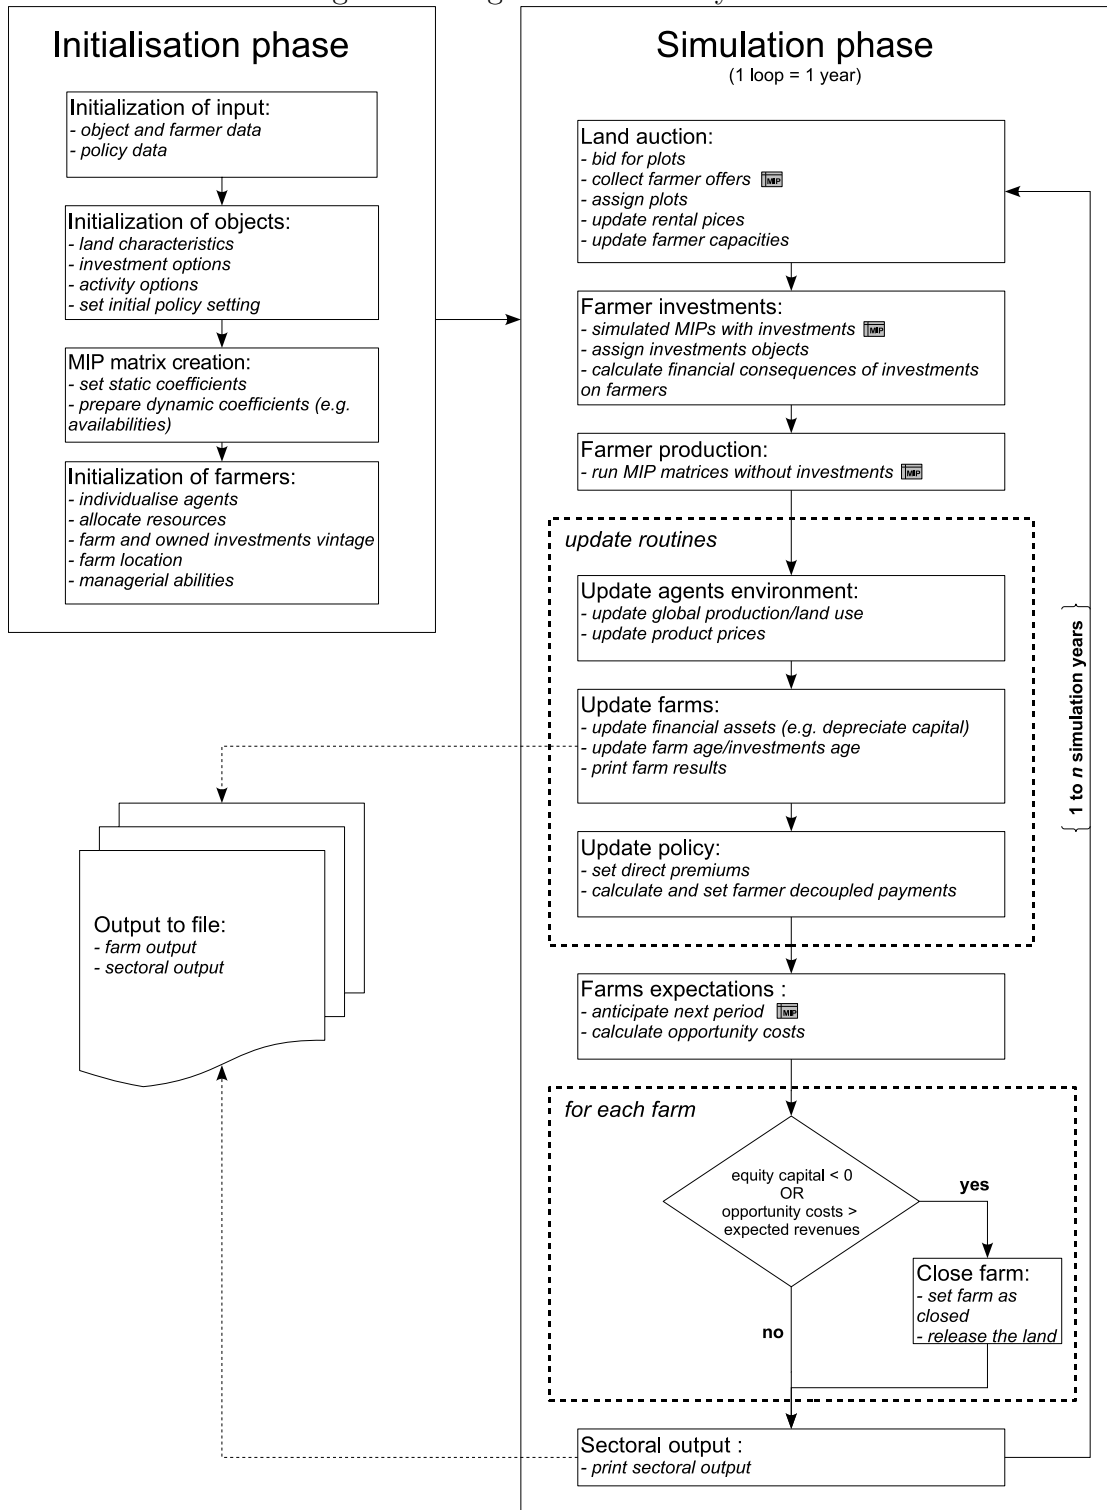 Initialisation phase
Initialization of input:
- object and farmer data
- policy data
Initialization of objects:
- land characteristics
- investment options
- activity options
- set initial policy setting
MIP matrix creation:
- set static coefficients
- prepare dynamic coefficients (e.g.
availabilities)
Initialization of farmers:
- individualise agents
- allocate resources
- farm and owned investments vintage
- farm location
- managerial abilities
Simulation phase
(1 loop = 1 year)
Land auction:
- bid for plots
- collect farmer offers MIP
- assign plots
- update rental pices
- update farmer capacities
Farmer investments:
- simulated MIPs with investments MIP
- assign investments objects
- calculate financial consequences of investments
on farmers
Farmer production:
- run MIP matrices without investments MIP
update routines
Update agents environment:
- update global production/land use
- update product prices
Update farms:
- update financial assets (e.g. depreciate capital)
- update farm age/investments age
- print farm results
Update policy:
- set direct premiums
- calculate and set farmer decoupled payments
1 to n simulation years
Output to file:
- farm output
- sectoral output
Farms expectations :
- anticipate next period MIP
- calculate opportunity costs
for each farm
equity capital < 0
OR
opportunity costs >
expected revenues
yes
Close farm:
- set farm as
closed
- release the land
no
Sectoral output :
- print sectoral output